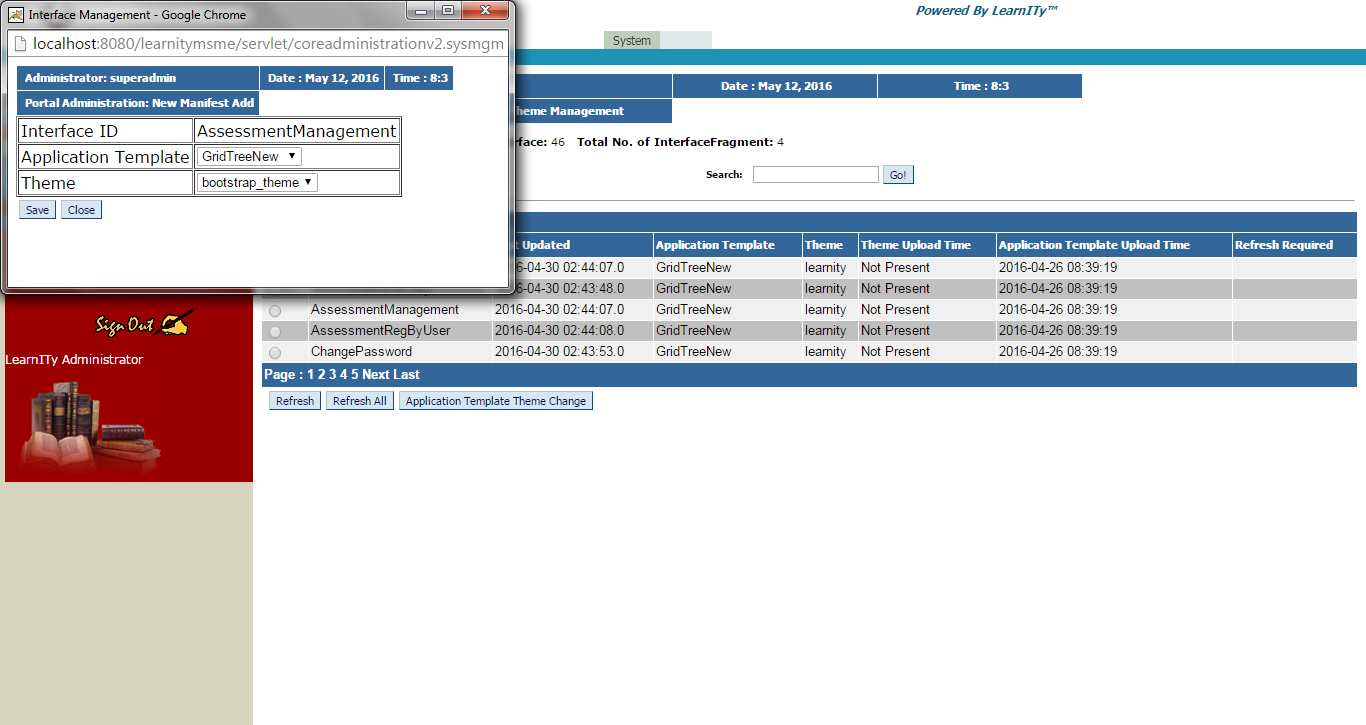 Interface Management - Google Chrome
localhost:8080/learnitymsme/servlet/coreadministrationv2.sysmgm
Administrator: superadmin Date : May 12, 2016 Time : 8:3
Portal Administration: New Manifest Add
Interface ID AssessmentManagement
Application Template GridTreeNew
Theme bootstrap_theme
Save Close
Powered By LearnITy™
System
Date : May 12, 2016 Time : 8:3
heme Management
rface: 46 Total No. of InterfaceFragment: 4
Search: Go!
t Updated Application Template Theme Theme Upload Time Application Template Upload Time Refresh Required
6-04-30 02:44:07.0 GridTreeNew learnity Not Present 2016-04-26 08:39:19
6-04-30 02:43:48.0 GridTreeNew learnity Not Present 2016-04-26 08:39:19
AssessmentManagement 2016-04-30 02:44:07.0 GridTreeNew learnity Not Present 2016-04-26 08:39:19
AssessmentRegByUser 2016-04-30 02:44:08.0 GridTreeNew learnity Not Present 2016-04-26 08:39:19
ChangePassword 2016-04-30 02:43:53.0 GridTreeNew learnity Not Present 2016-04-26 08:39:19
Page : 1 2 3 4 5 Next Last
Refresh Refresh All Application Template Theme Change
Sign Out
LearnITy Administrator